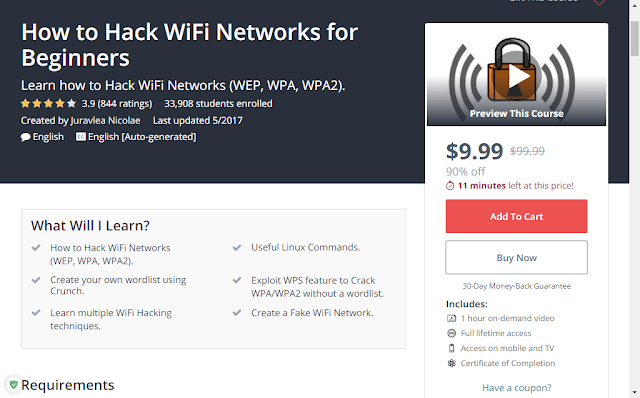 How to Hack WiFi Networks for
Beginners
Learn how to Hack WiFi Networks (WEP, WPA, WPA2).
3.9 (844 ratings) 33,908 students enrolled
Created by Juravlea Nicolae Last updated 5/2017
English English [Auto-generated]
Preview This Course
$9.99 $99.99
90% off
11 minutes left at this price!
Add To Cart
Buy Now
30-Day Money-Back Guarantee
Includes:
1 hour on-demand video
Full lifetime access
Access on mobile and TV
Certificate of Completion
Have a coupon?
What Will I Learn?
How to Hack WiFi Networks
(WEP, WPA, WPA2).
Create your own wordlist using
Crunch.
Learn multiple WiFi Hacking
techniques.
Useful Linux Commands.
Exploit WPS feature to Crack
WPA/WPA2 without a wordlist.
Create a Fake WiFi Network.
Requirements